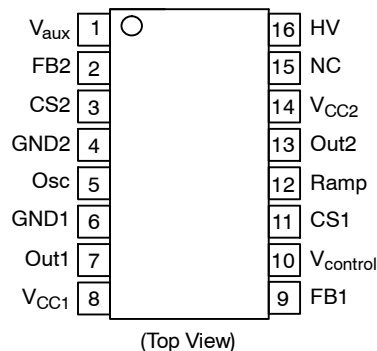 Vaux 1 16 HV
FB2 2 15 NC
CS2 3 14 VCC2
GND2 4 13 Out2
Osc 5 12 Ramp
GND1 6 11 CS1
Out1 7 10 Vcontrol
VCC1 8 9 FB1
(Top View)